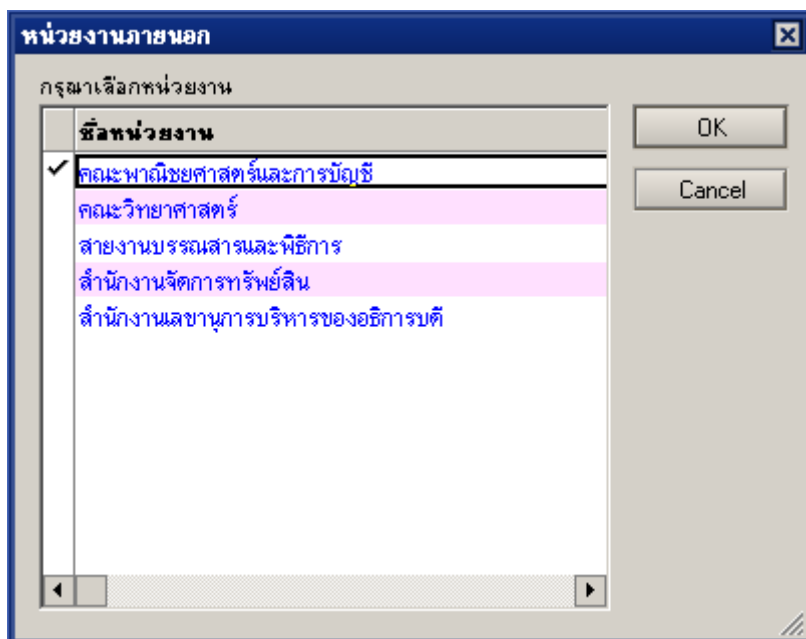 หน่วยงานภายนอก
กรุณาเลือกหน่วยงาน
ชื่อหน่วยงาน
OK
คณะพาณิชยศาสตร์และการบัญชี
Cancel
คณะวิทยาศาสตร์
สายงานบรรณสารและพิธีการ
สำนักงานจัดการทรัพย์สิน
สำนักงานเลขานุการบริหารของอธิการบดี